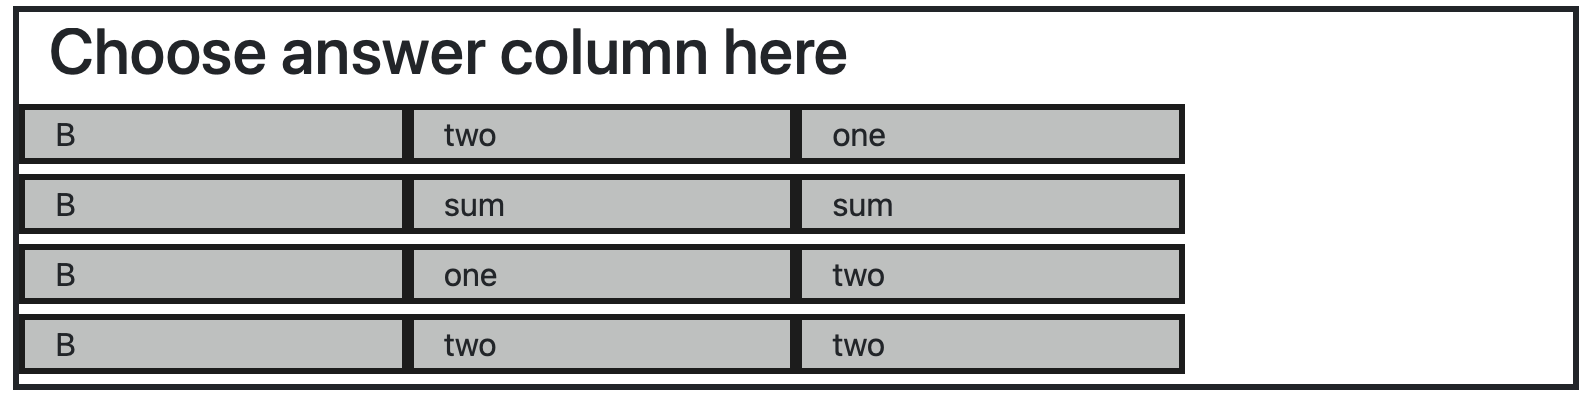 Choose answer column here
B two one
B sum sum
B one two
B two two